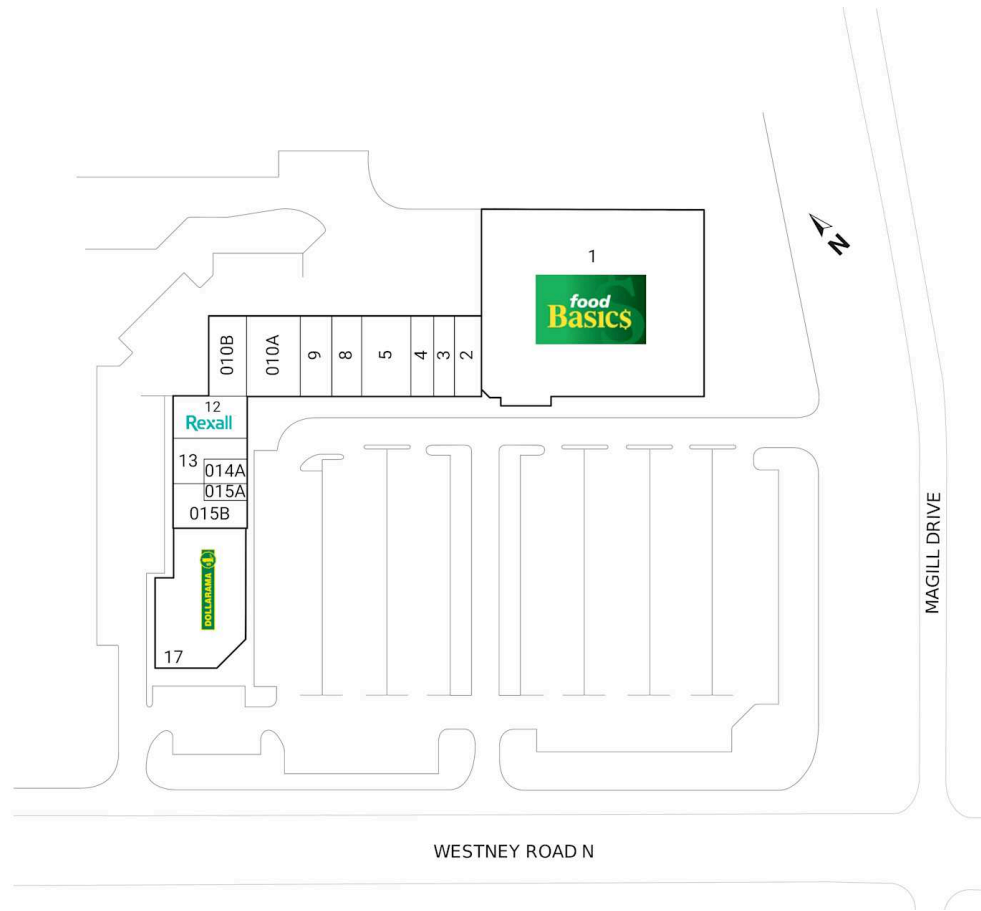 N
1
food
Basic$
010B
010A
9
8
5
4
3
2
12
Rexall
13
014A
015A
015B
DOLLARAMA
17
MAGILL DRIVE
WESTNEY ROAD N